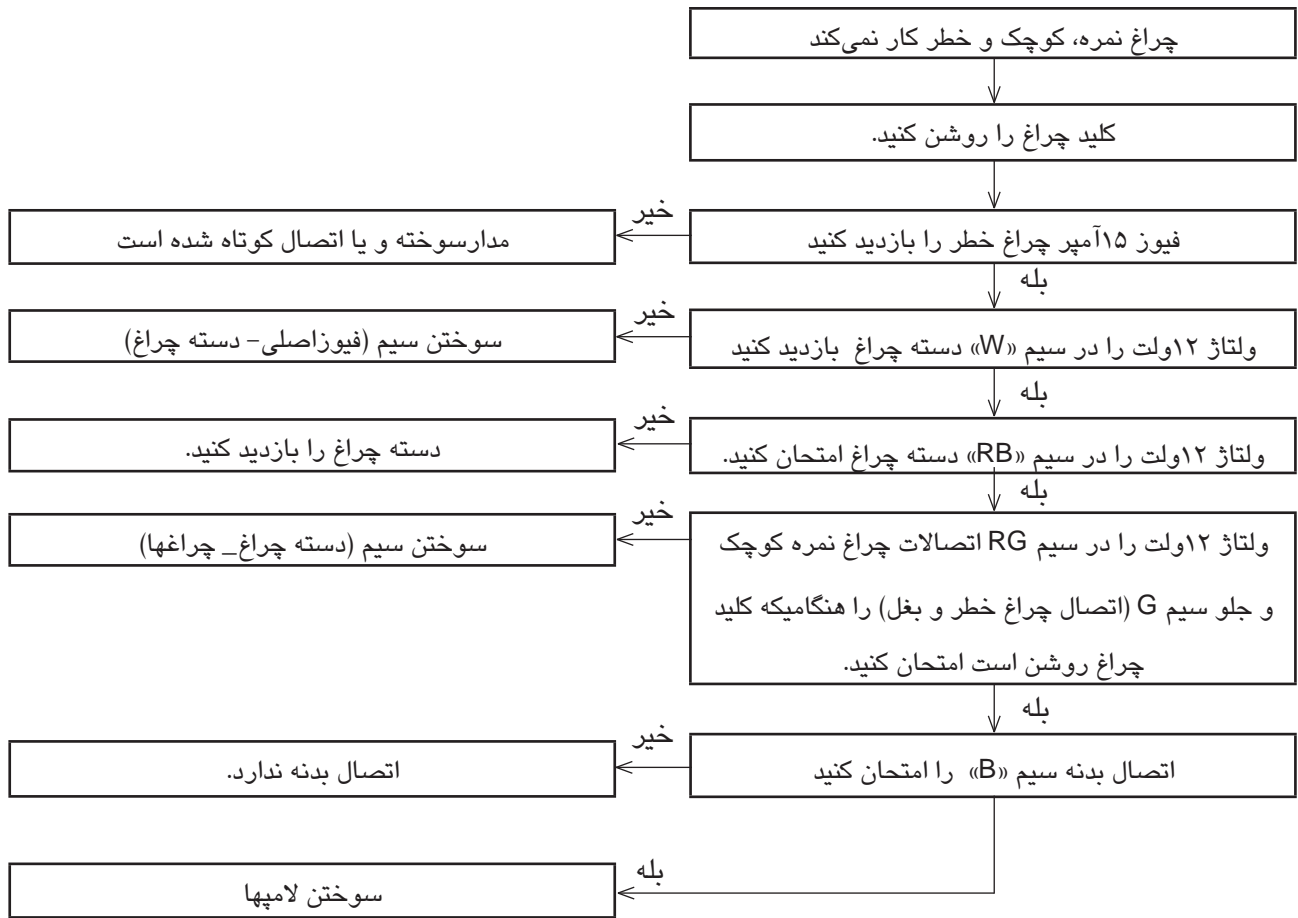 چراغ نمره، کوچک و خطر کار نمی‌کند
کلید چراغ را روشن کنید.
فیوز ۱۵آمپر چراغ خطر را بازدید کنید
خیر
مدارسوخته و یا اتصال کوتاه شده است
بله
ولتاژ ۱۲ولت را در سیم «W» دسته چراغ بازدید کنید
خیر
سوختن سیم (فیوزاصلی- دسته چراغ)
بله
ولتاژ ۱۲ولت را در سیم «RB» دسته چراغ امتحان کنید.
خیر
دسته چراغ را بازدید کنید.
بله
ولتاژ ۱۲ولت را در سیم RG اتصالات چراغ نمره کوچک
و جلو سیم G (اتصال چراغ خطر و بغل) را هنگامیکه کلید
چراغ روشن است امتحان کنید.
خیر
سوختن سیم (دسته چراغ_ چراغها)
بله
اتصال بدنه سیم «B» را امتحان کنید
خیر
اتصال بدنه ندارد.
بله
سوختن لامپها